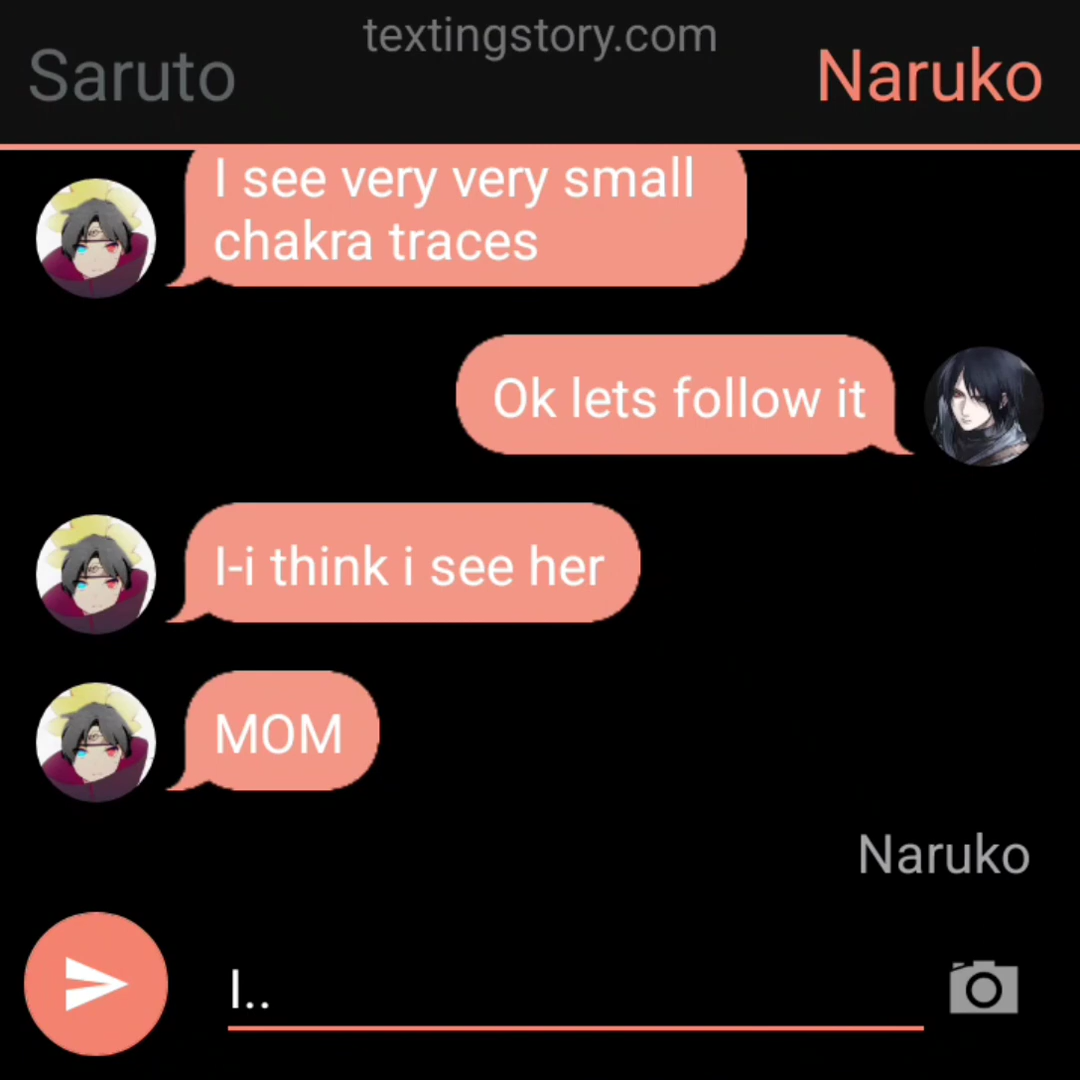 textingstory.com
Saruto
Naruko
I see very very small
chakra traces
Ok lets follow it
I-i think i see her
MOM
Naruko
I..